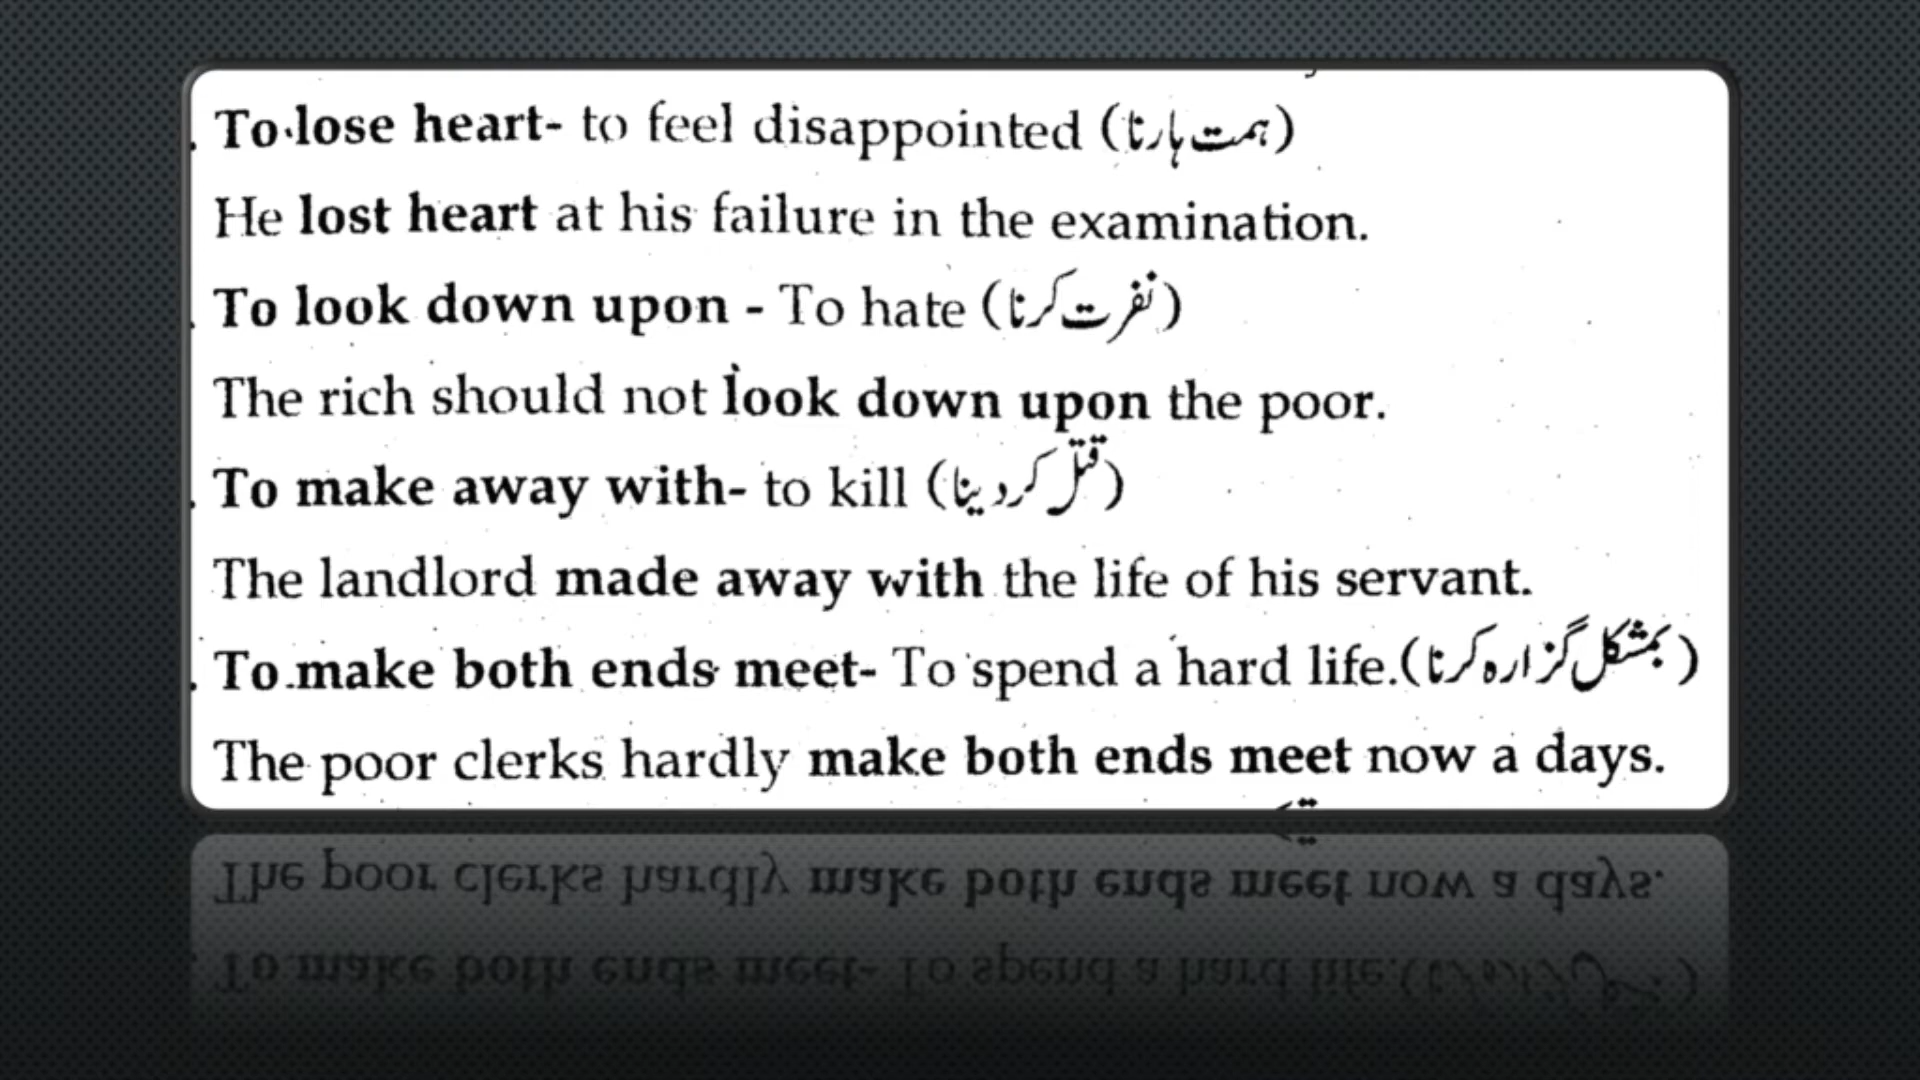 To lose heart- to feel disappointed (ہمت ہارنا)
He lost heart at his failure in the examination.
To look down upon - To hate (نفرت کرنا)
The rich should not look down upon the poor.
To make away with- to kill (قتل کر دینا)
The landlord made away with the life of his servant.
To make both ends meet- To spend a hard life.(بمشکل گزارہ کرنا)
The poor clerks hardly make both ends meet now a days.